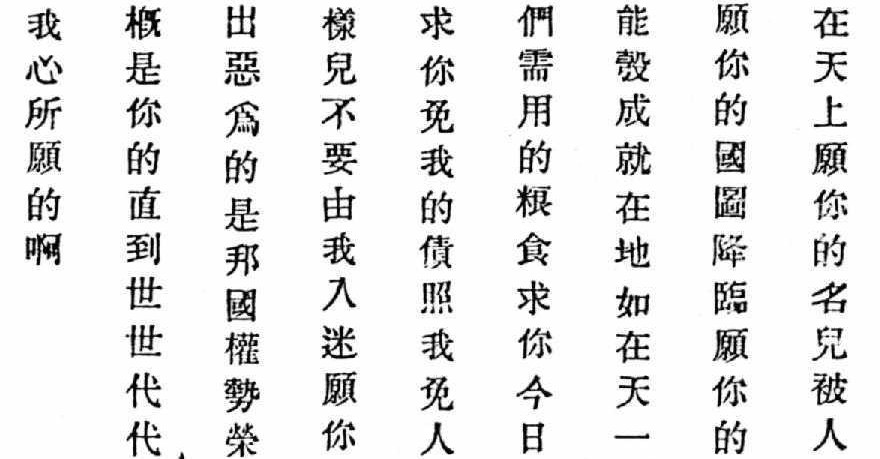 在天上願你的名兒被人
願你的國圖降臨願你的
能彀成就在地如在天一
們需用的粮食求你今日
求你免我的債照我免人
樣兒不要由我入迷願你
出惡爲的是邦國權勢榮
概是你的直到世世代代
我心所願的啊